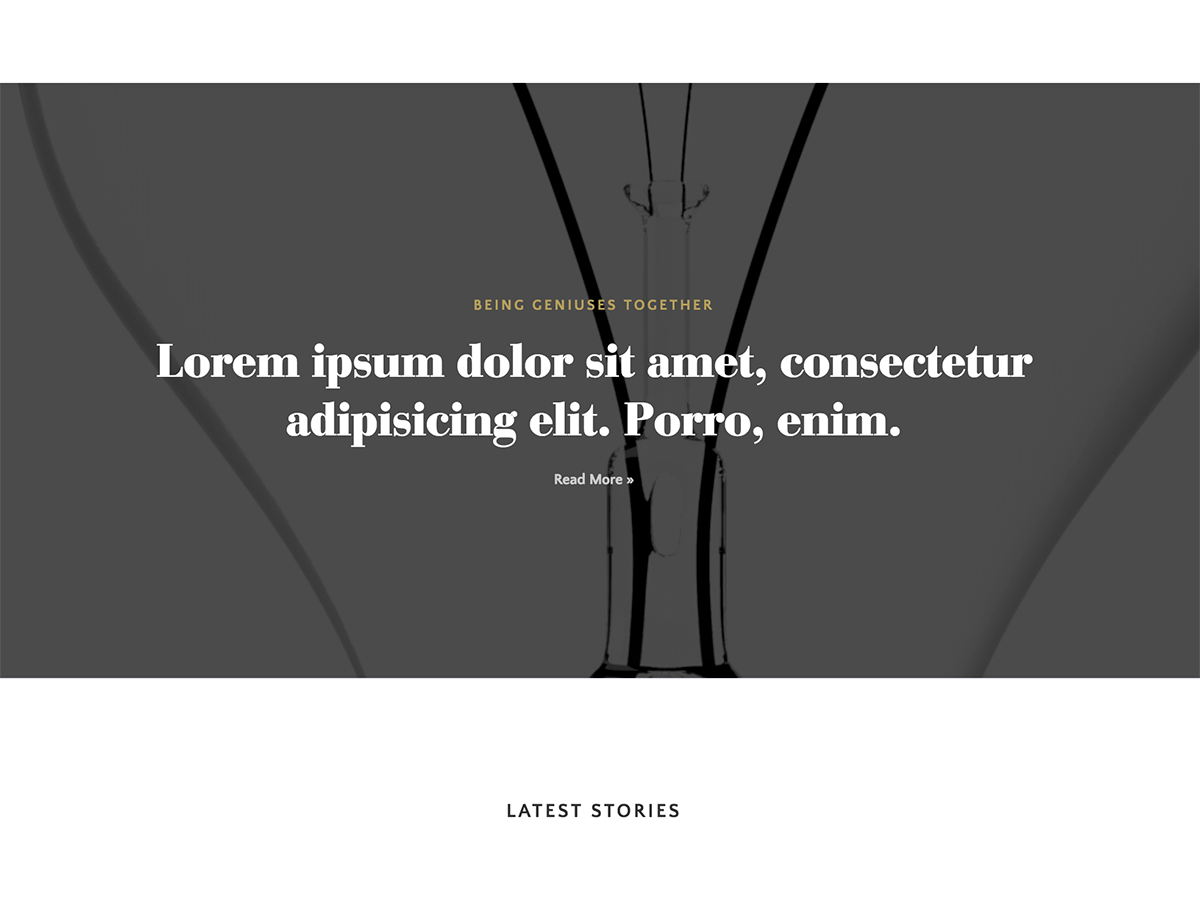 BEING GENIUSES TOGETHER
Lorem ipsum dolor sit amet, consectetur
adipisicing elit. Porro, enim.
Read More »
LATEST STORIES